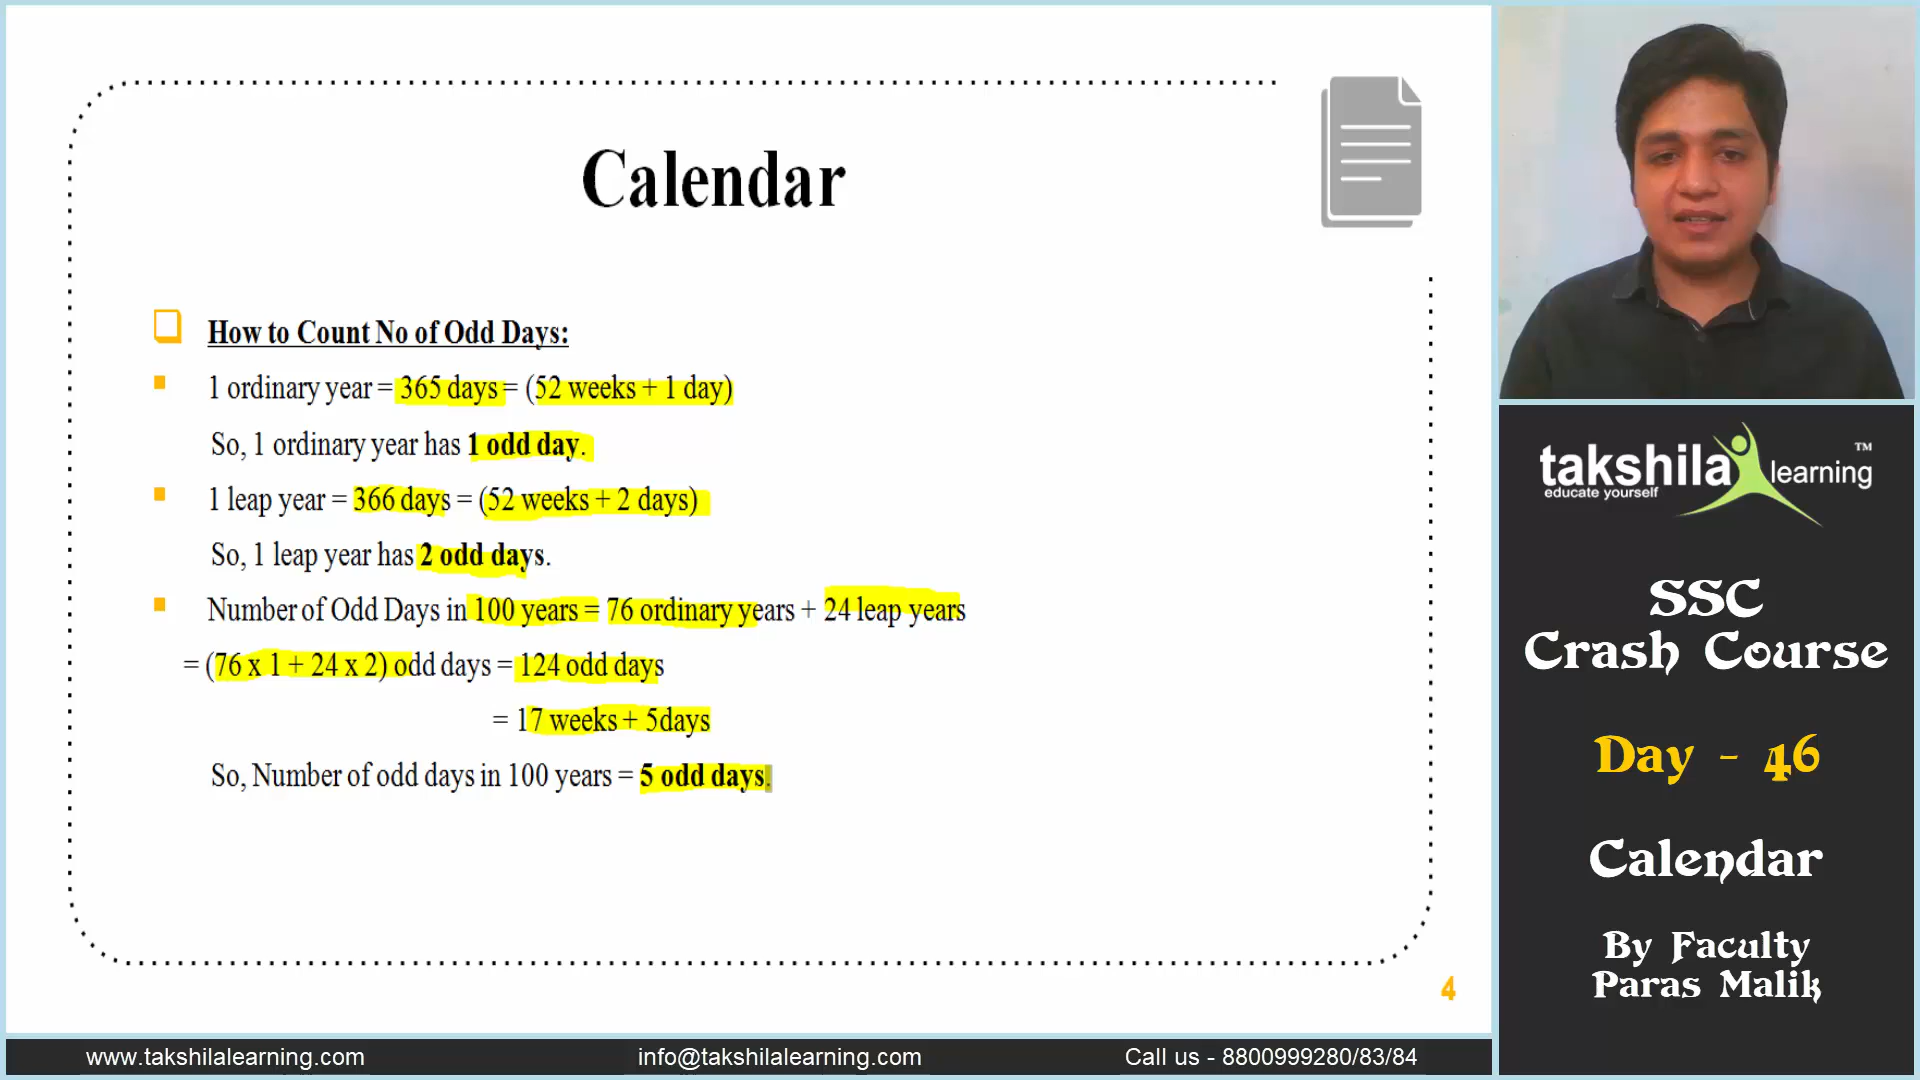 Calendar
How to Count No of Odd Days:
1 ordinary year = 365 days = (52 weeks + 1 day)
So, 1 ordinary year has 1 odd day.
1 leap year = 366 days = (52 weeks + 2 days)
So, 1 leap year has 2 odd days.
Number of Odd Days in 100 years = 76 ordinary years + 24 leap years
= (76 x 1 + 24 x 2) odd days = 124 odd days
= 17 weeks + 5days
So, Number of odd days in 100 years = 5 odd days.
4
takshila learning TM
educate yourself
SSC
Crash Course
Day - 46
Calendar
By Faculty
Paras Malik
www.takshilalearning.com info@takshilalearning.com Call us - 8800999280/83/84